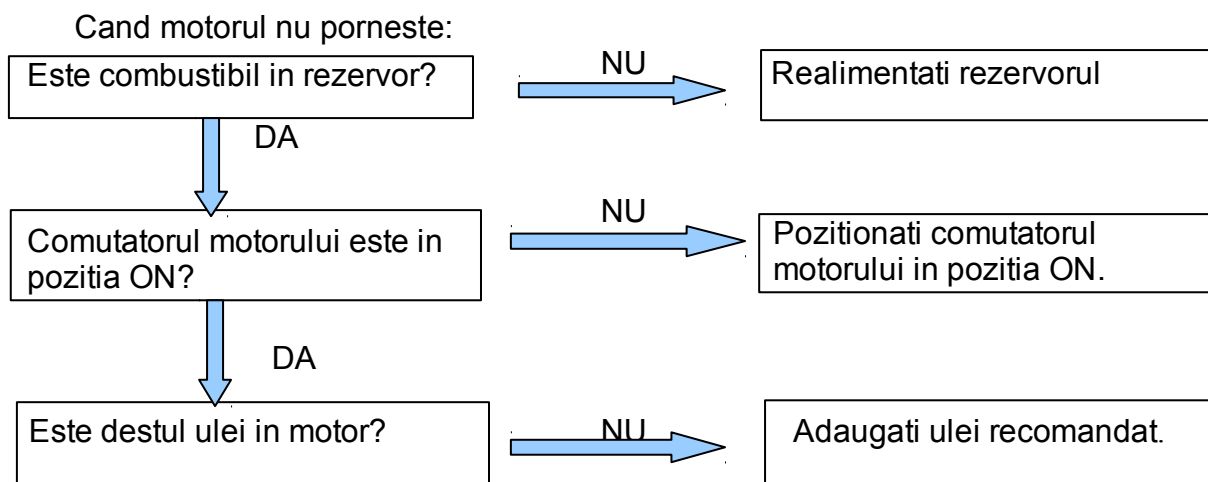 Cand motorul nu porneste:
Este combustibil in rezervor?
NU
Realimentati rezervorul
DA
Comutatorul motorului este in
pozitia ON?
NU
Pozitionati comutatorul
motorului in pozitia ON.
DA
Este destul ulei in motor?
NU
Adaugati ulei recomandat.